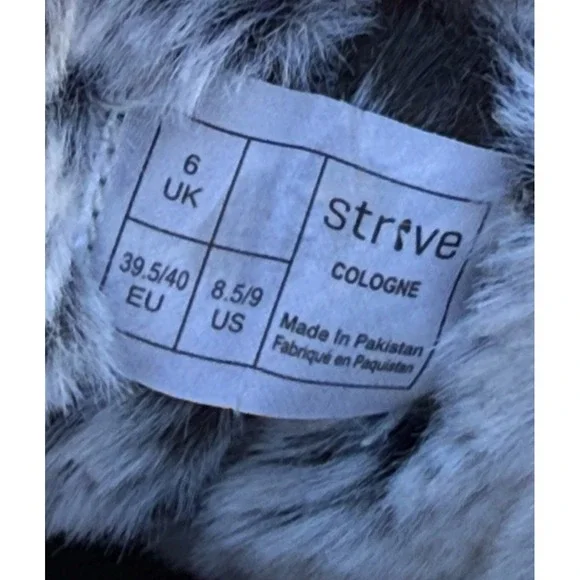 6
UK
39.5/40
EU
8.5/9
US
strive
COLOGNE
Made In Pakistan
Fabriqué en Paquistan